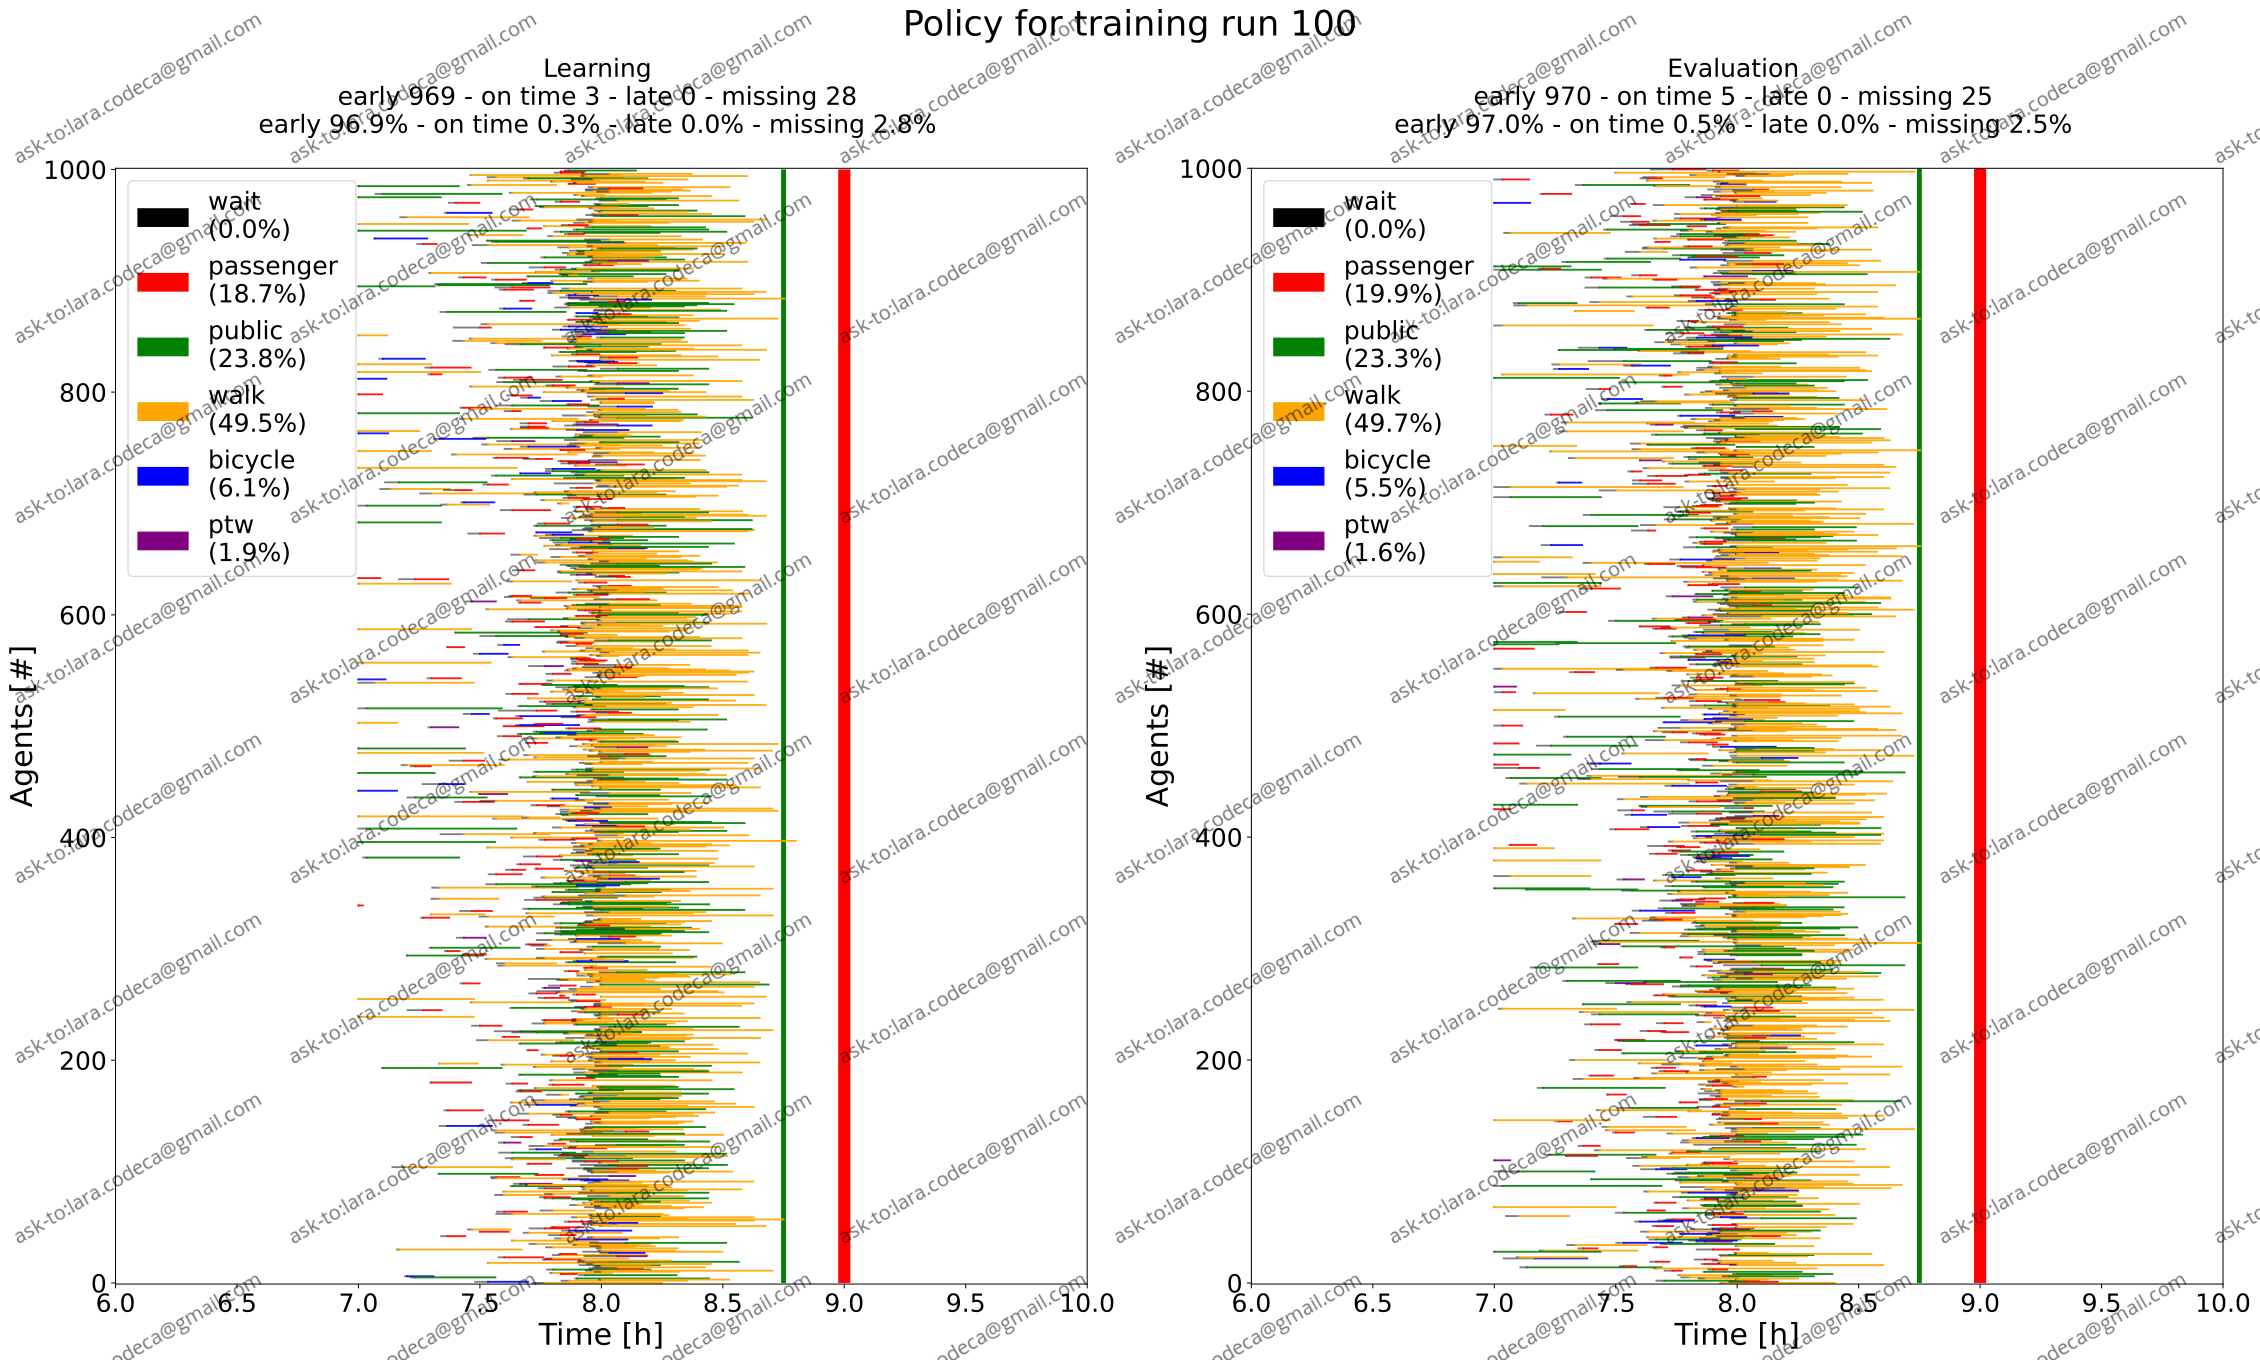 Policy for training run 100
Learning
early 969 - on time 3 - late 0 - missing 28
early 96.9% - on time 0.3% - late 0.0% - missing 2.8%
1000
800
600
400
200
0
Agents [#]
wait
(0.0%)
passenger
(18.7%)
public
(23.8%)
walk
(49.5%)
bicycle
(6.1%)
ptw
(1.9%)
6.0 6.5 7.0 7.5 8.0 8.5 9.0 9.5 10.0
Time [h]
Evaluation
early 970 - on time 5 - late 0 - missing 25
early 97.0% - on time 0.5% - late 0.0% - missing 2.5%
1000
800
600
400
200
0
Agents [#]
wait
(0.0%)
passenger
(19.9%)
public
(23.3%)
walk
(49.7%)
bicycle
(5.5%)
ptw
(1.6%)
6.0 6.5 7.0 7.5 8.0 8.5 9.0 9.5 10.0
Time [h]
ask-to:lara.codeca@gmail.com